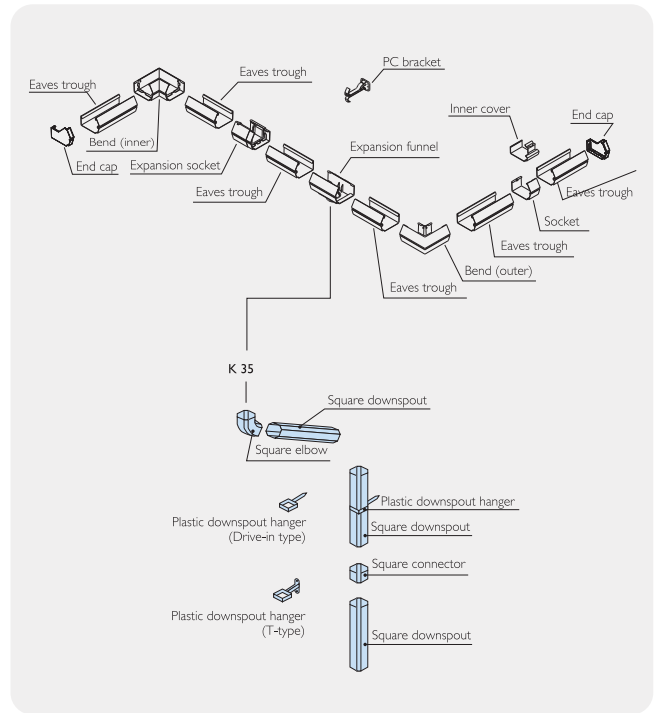 PC bracket
Eaves trough
Eaves trough
Inner cover
End cap
Bend (inner)
Expansion funnel
End cap
Expansion socket
Eaves trough
Eaves trough
Socket
Eaves trough
Bend (outer)
Eaves trough
K 35
Square downspout
Square elbow
Plastic downspout hanger
Plastic downspout hanger
(Drive-in type)
Square downspout
Square connector
Plastic downspout hanger
(T-type)
Square downspout